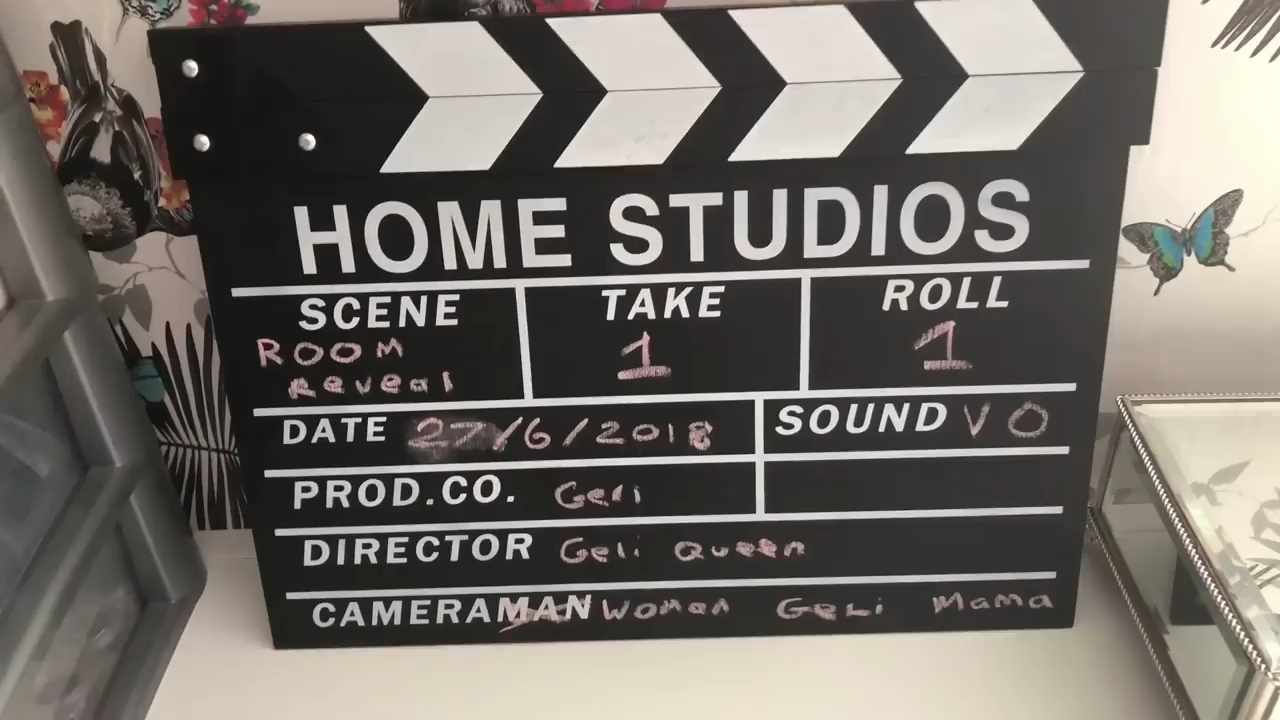 HOME STUDIOS
SCENE TAKE ROLL
ROOM 1 1
Reveal
DATE 27/6/2018 SOUND VO
PROD.CO. Geli
DIRECTOR Geli Queen
CAMERAMAN Woman Geli Mama